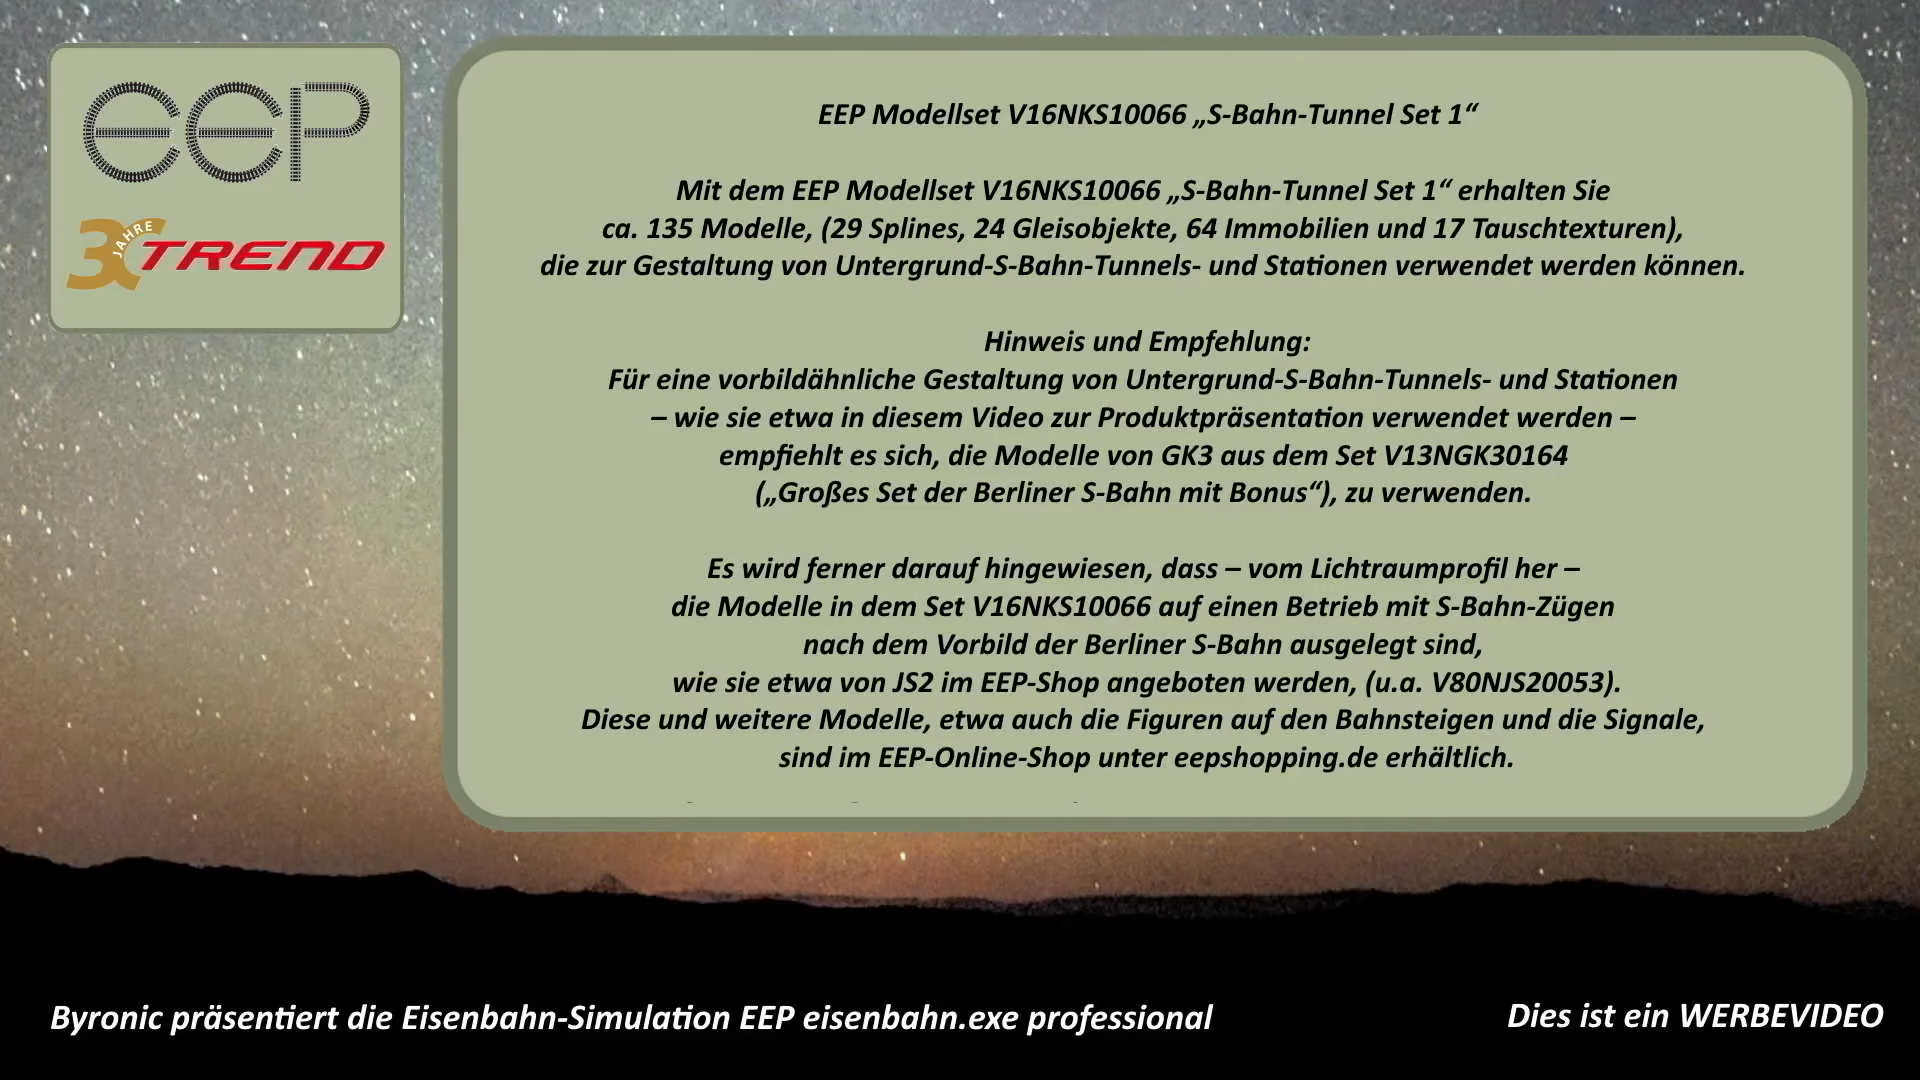 EEP
30 JAHRE TREND
EEP Modellset V16NKS10066 „S-Bahn-Tunnel Set 1“
Mit dem EEP Modellset V16NKS10066 „S-Bahn-Tunnel Set 1“ erhalten Sie
ca. 135 Modelle, (29 Splines, 24 Gleisobjekte, 64 Immobilien und 17 Tauschtexturen),
die zur Gestaltung von Untergrund-S-Bahn-Tunnels- und Stationen verwendet werden können.
Hinweis und Empfehlung:
Für eine vorbildähnliche Gestaltung von Untergrund-S-Bahn-Tunnels- und Stationen
– wie sie etwa in diesem Video zur Produktpräsentation verwendet werden –
empfiehlt es sich, die Modelle von GK3 aus dem Set V13NGK30164
(„Großes Set der Berliner S-Bahn mit Bonus“), zu verwenden.
Es wird ferner darauf hingewiesen, dass – vom Lichtraumprofil her –
die Modelle in dem Set V16NKS10066 auf einen Betrieb mit S-Bahn-Zügen
nach dem Vorbild der Berliner S-Bahn ausgelegt sind,
wie sie etwa von JS2 im EEP-Shop angeboten werden, (u.a. V80NJS20053).
Diese und weitere Modelle, etwa auch die Figuren auf den Bahnsteigen und die Signale,
sind im EEP-Online-Shop unter eepshopping.de erhältlich.
Byronic präsentiert die Eisenbahn-Simulation EEP eisenbahn.exe professional
Dies ist ein WERBEVIDEO